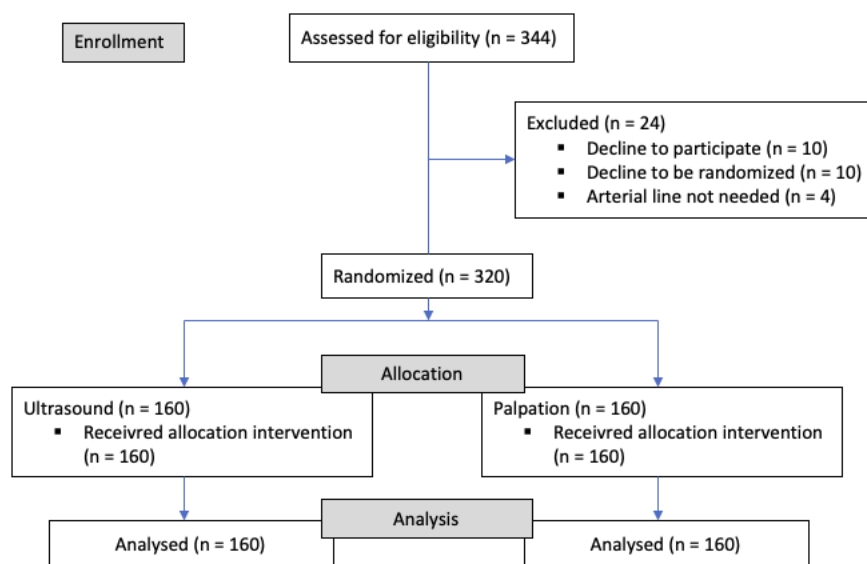 Enrollment
Assessed for eligibility (n = 344)
Excluded (n = 24)
▪ Decline to participate (n = 10)
▪ Decline to be randomized (n = 10)
▪ Arterial line not needed (n = 4)
Randomized (n = 320)
Allocation
Ultrasound (n = 160)
▪ Receivred allocation intervention
(n = 160)
Palpation (n = 160)
▪ Receivred allocation intervention
(n = 160)
Analysis
Analysed (n = 160)
Analysed (n = 160)